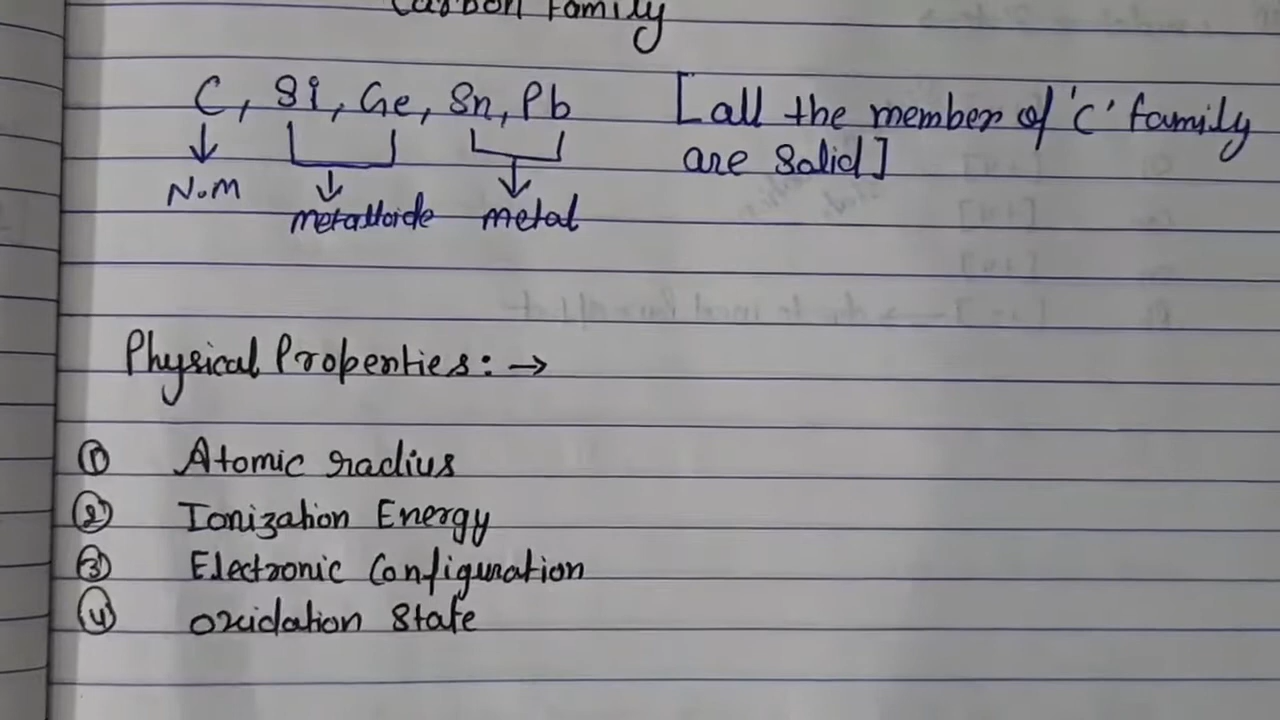 Carbon Family
C, Si, Ge, Sn, Pb [all the member of 'C' family
are Solid]
N.M
metalloide metal
Physical Properties: →
① Atomic radius
② Ionization Energy
③ Electronic Configuration
④ oxidation State